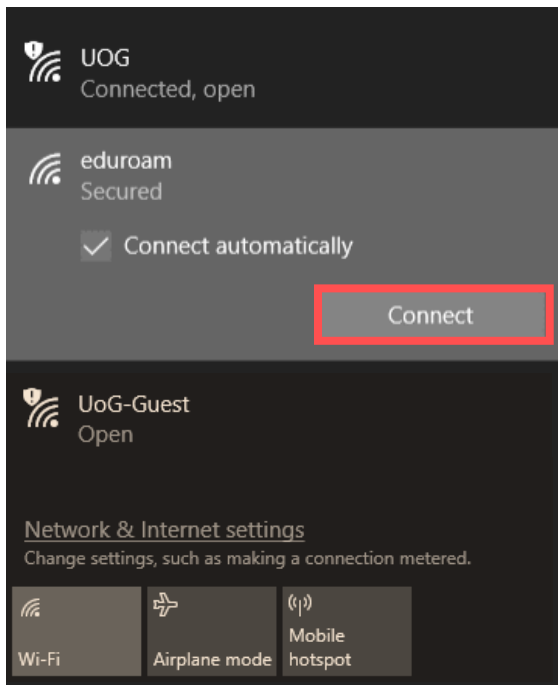 UOG
Connected, open
eduroam
Secured
Connect automatically
Connect
UoG-Guest
Open
Network & Internet settings
Change settings, such as making a connection metered.
Wi-Fi
Airplane mode
Mobile
hotspot